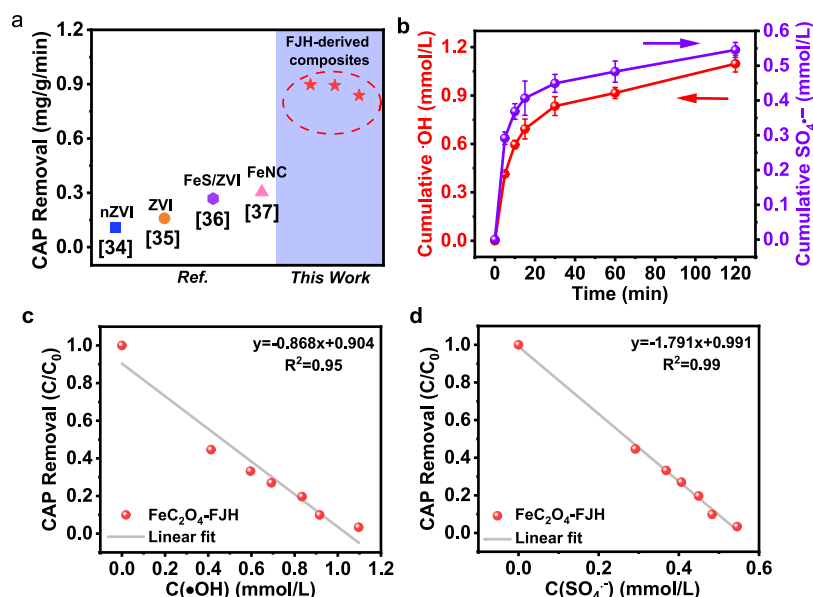 a
CAP Removal (mg/g/min)
1.2
0.9
0.6
0.3
0.0
FJH-derived
composites
nZVI
[34]
ZVI
[35]
FeS/ZVI
[36]
FeNC
[37]
Ref.
This Work
b
Cumulative ·OH (mmol/L)
1.2
0.9
0.6
0.3
0.0
0.6
0.5
0.4
0.3
0.2
0.1
0.0
Cumulative SO₄•− (mmol/L)
0 20 40 60 80 100 120
Time (min)
c
CAP Removal (C/C₀)
1.0
0.8
0.6
0.4
0.2
0.0
y=-0.868x+0.904
R²=0.95
FeC₂O₄-FJH
Linear fit
0.0 0.2 0.4 0.6 0.8 1.0 1.2
C(●OH) (mmol/L)
d
CAP Removal (C/C₀)
1.0
0.8
0.6
0.4
0.2
0.0
y=-1.791x+0.991
R²=0.99
FeC₂O₄-FJH
Linear fit
0.0 0.2 0.4 0.6
C(SO₄·⁻) (mmol/L)